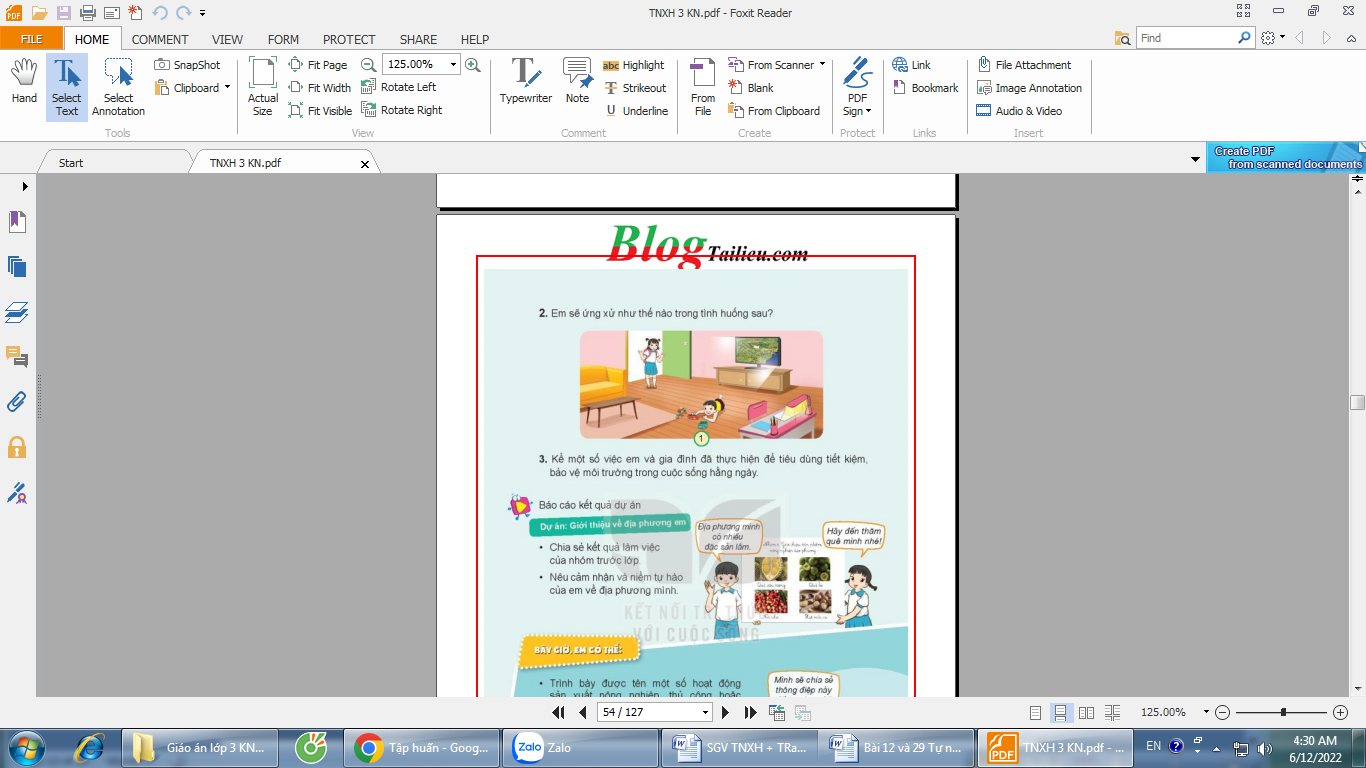 TNXH 3 KN.pdf - Foxit Reader
FILE
HOME
COMMENT
VIEW
FORM
PROTECT
SHARE
HELP
Find
Hand
Select
Text
Select
Annotation
SnapShot
Clipboard
Tools
Actual
Size
Fit Page
Fit Width
Fit Visible
125.00%
Rotate Left
Rotate Right
View
Typewriter
Note
Highlight
Strikeout
Underline
Comment
From
File
From Scanner
Blank
From Clipboard
Create
PDF
Sign
Protect
Link
Bookmark
Links
File Attachment
Image Annotation
Audio & Video
Insert
Start
TNXH 3 KN.pdf
Create PDF
from scanned documents
BlogTailieu.com
2. Em sẽ ứng xử như thế nào trong tình huống sau?
1
3. Kể một số việc em và gia đình đã thực hiện để tiêu dùng tiết kiệm,
bảo vệ môi trường trong cuộc sống hằng ngày.
Báo cáo kết quả dự án
Dự án: Giới thiệu về địa phương em
• Chia sẻ kết quả làm việc
của nhóm trước lớp.
• Nêu cảm nhận và niềm tự hào
của em về địa phương mình.
Địa phương mình
có nhiều
đặc sản lắm.
Hãy đến thăm
quê mình nhé!
KẾT NỐI TRI THỨC
VỚI CUỘC SỐNG
BÂY GIỜ, EM CÓ THỂ:
• Trình bày được tên một số hoạt động
sản xuất nông nghiệp, thủ công hoặc
Mình sẽ chia sẻ
thông điệp này
54 / 127
125.00%
Giáo án lớp 3 KN...
Tập huấn - Goog...
Zalo
Zalo
SGV TNXH + TRa...
Bài 12 và 29 Tự n...
TNXH 3 KN.pdf - ...
EN
4:30 AM
6/12/2022